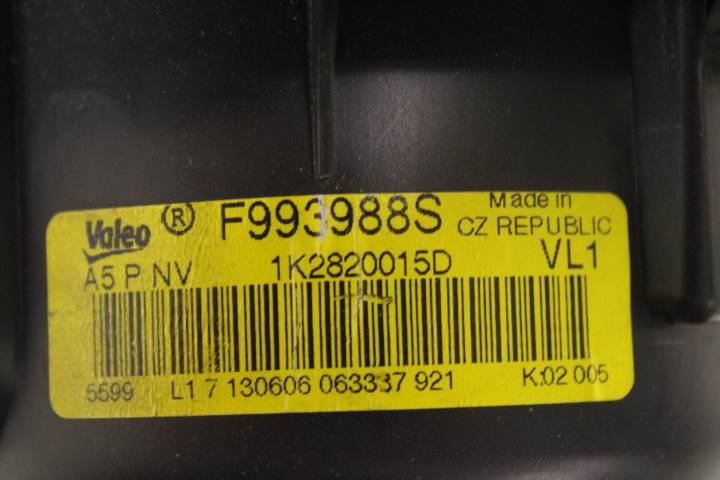 Valeo ® F993988S Made in
CZ REPUBLIC
A5 P NV 1K2820015D VL1
5599 L1 7 130606 063337 921 K:02 005